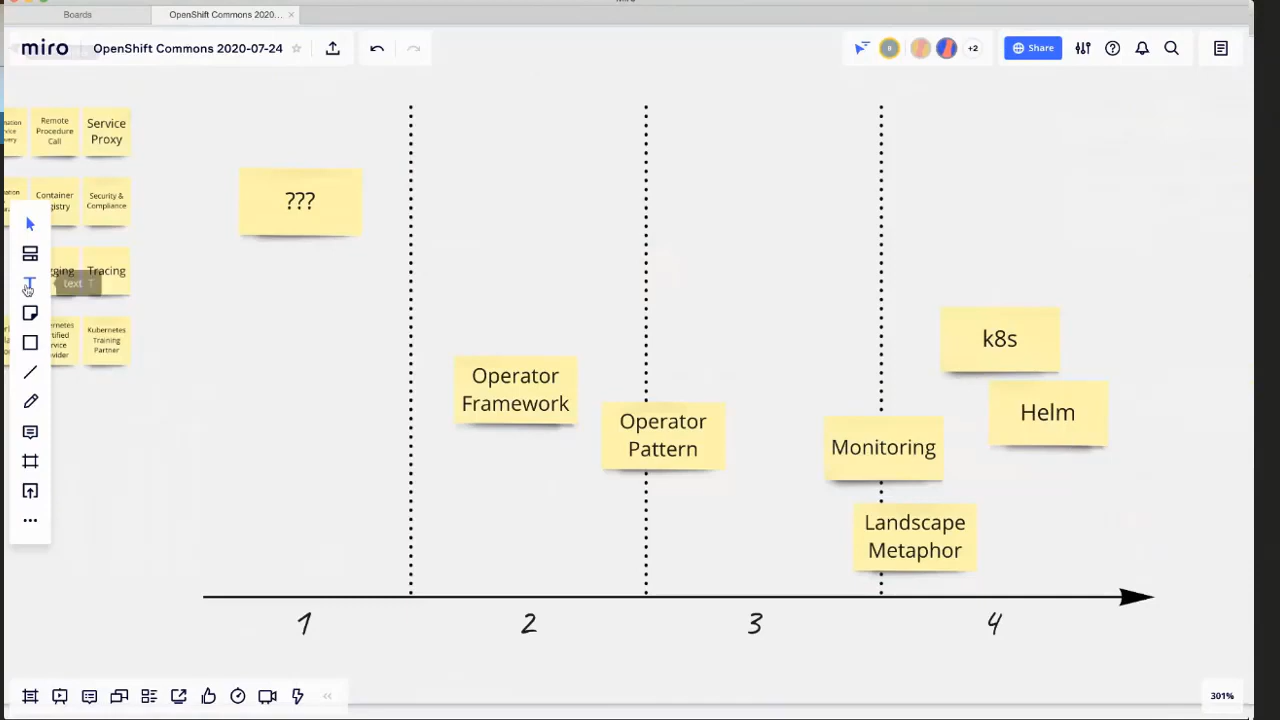 Boards
OpenShift Commons 2020...
miro
OpenShift Commons 2020-07-24
+2
Share
Remote
Procedure
Call
Service
Proxy
Container
Security &
Compliance
Tracing
text T
Kubernetes
Training
Partner
???
Operator
Framework
Operator
Pattern
k8s
Helm
Monitoring
Landscape
Metaphor
1
2
3
4
301%